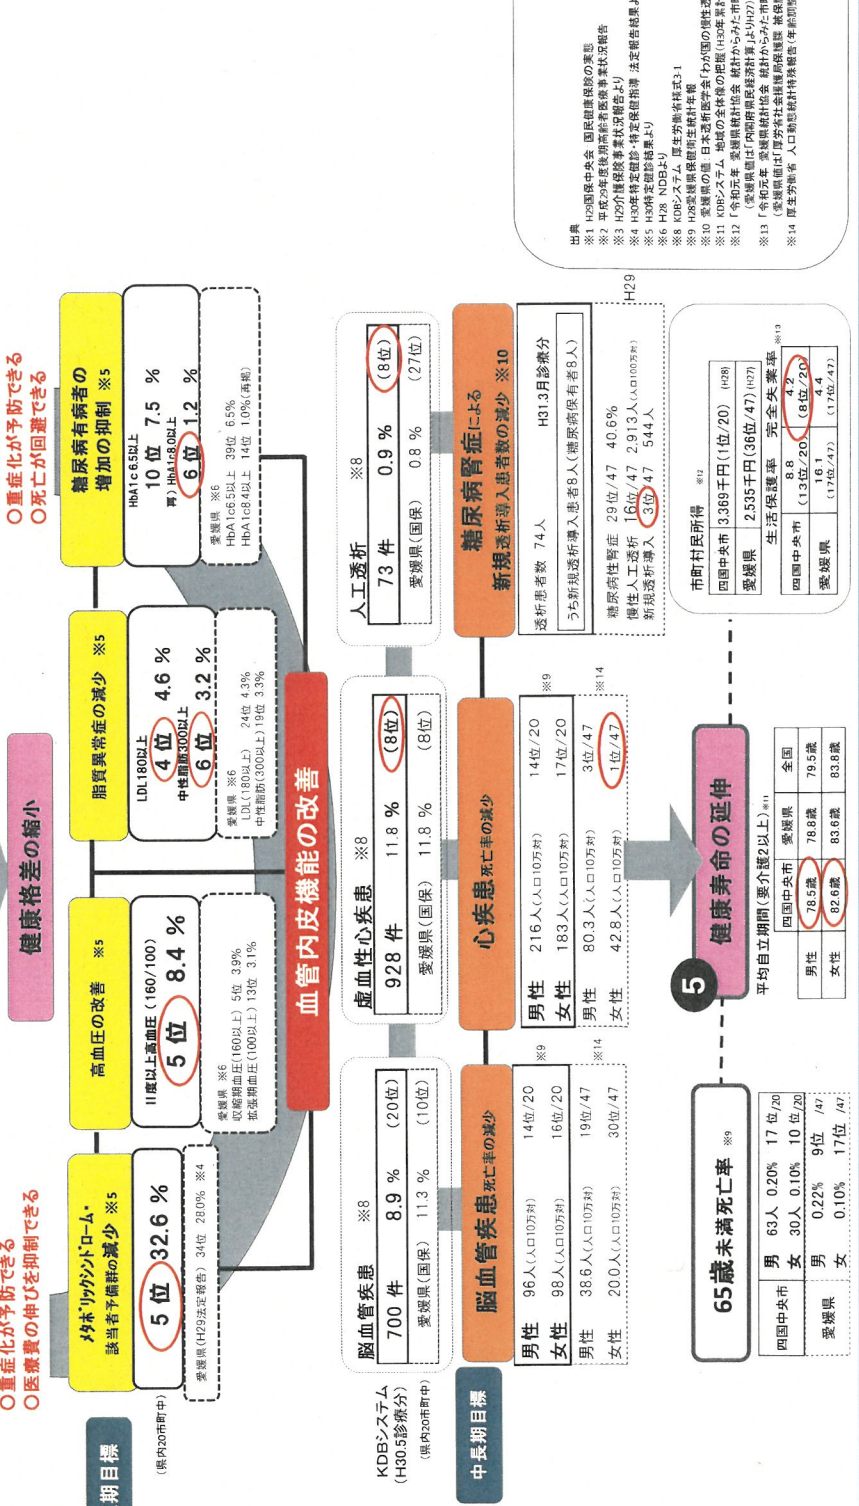 ○重症化が予防できる
○医療費の伸びを抑制できる
○重症化が予防できる
○死亡が回避できる
健康格差の縮小
期目標
(県内20市町中)
メタボリックシンドローム・
該当者予備群の減少 ※5
5 位 32.6 %
愛媛県(H29法定報告) 34位 28.0% ※4
高血圧の改善 ※5
II度以上高血圧(160/100)
5 位 8.4 %
愛媛県 ※6
収縮期血圧(160以上) 5位 3.9%
拡張期血圧(100以上) 13位 3.1%
脂質異常症の減少 ※5
LDL180以上
4 位 4.6 %
中性脂肪300以上
6 位 3.2 %
愛媛県 ※6
LDL(180以上) 24位 4.3%
中性脂肪(300以上) 19位 3.3%
糖尿病有病者の
増加の抑制 ※5
HbA1c 6.5以上
10 位 7.5 %
再)HbA1c8.0以上
6 位 1.2 %
愛媛県 ※6
HbA1c6.5以上 39位 6.5%
HbA1c8.4以上 14位 1.0%(再掲)
血管内皮機能の改善
KDBシステム
(H30.5診療分)
(県内20市町中)
脳血管疾患 ※8
700 件 8.9 % (20位)
愛媛県(国保) 11.3 % (10位)
虚血性心疾患 ※8
928 件 11.8 % (8位)
愛媛県(国保) 11.8 % (8位)
人工透析 ※8
73 件 0.9 % (8位)
愛媛県(国保) 0.8 % (27位)
中長期目標
脳血管疾患死亡率の減少
男性 96人(人口10万対) 14位/20
女性 98人(人口10万対) 16位/20
※9
男性 38.6人(人口10万対) 19位/47
女性 200人(人口10万対) 30位/47
※14
心疾患死亡率の減少
男性 216人(人口10万対) 14位/20
女性 183人(人口10万対) 17位/20
※9
男性 80.3人(人口10万対) 3位/47
女性 42.8人(人口10万対) 1位/47
※14
糖尿病腎症による
新規透析導入患者数の減少 ※10
H31.3月診療分
透析患者数 74人
うち新規透析導入患者8人(糖尿病保有者8人)
糖尿病性腎症 29位/47 40.6%
慢性人工透析 16位/47 2,913人(人口100万対)
新規透析導入 3位/47 544人
H29
65歳未満死亡率 ※9
四国中央市 男 63人 0.20% 17 位/20
女 30人 0.10% 10 位/20
愛媛県 男 0.22% 9位 /47
女 0.10% 17位 /47
5
健康寿命の延伸
平均自立期間(要介護2以上)※11
四国中央市 愛媛県 全国
男性 78.5歳 78.8歳 79.5歳
女性 82.6歳 83.6歳 83.8歳
市町村民所得 ※12
四国中央市 3,369千円(1位/20) (H28)
愛媛県 2,535千円(36位/47) (H27)
生活保護率 完全失業率 ※13
四国中央市 8.8 4.2
(13位/20) (8位/20)
愛媛県 16.1 4.4
(17位/47) (17位/47)
出典
※1 H29国保中央会 国民健康保険の実態
※2 平成29年度後期高齢者医療事業状況報告
※3 H29介護保険事業状況報告より
※4 H30年特定健診・特定保健指導 法定報告結果よ
※5 H30特定健診結果より
※6 H28 NDBより
※8 KDBシステム 厚生労働省様式3-1
※9 H28愛媛県保健衛生統計年報
※10 愛媛県の値:日本透析医学会「わが国の慢性透
※11 KDBシステム 地域の全体像の把握(H30年累計
※12 「令和元年 愛媛県統計協会 統計からみた市町
(愛媛県値は「内閣府県民経済計算」よりH27)
※13 「令和元年 愛媛県統計協会 統計からみた市町
(愛媛県値は「厚労省社会援護局保護課 被保護
※14 厚生労働省 人口動態統計特殊報告(年齢調整